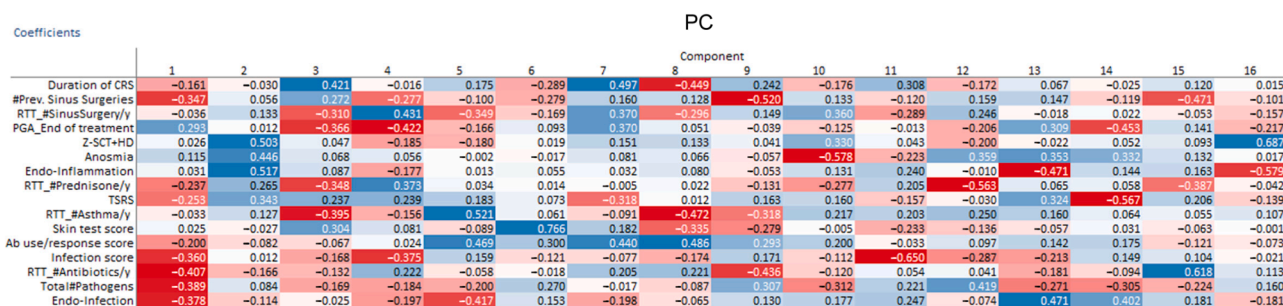 PC
Coefficients
Component
1 2 3 4 5 6 7 8 9 10 11 12 13 14 15 16
Duration of CRS −0.161 −0.030 0.421 −0.016 0.175 −0.289 0.497 −0.449 0.242 −0.176 0.308 −0.172 0.067 −0.025 0.120 0.015
#Prev. Sinus Surgeries −0.347 0.056 0.272 −0.277 −0.100 −0.279 0.160 0.128 −0.520 0.133 −0.120 0.159 0.147 −0.119 −0.471 −0.101
RTT_#SinusSurgery/y −0.036 0.133 −0.310 0.431 −0.349 −0.169 0.370 −0.296 0.149 0.360 −0.289 0.246 −0.018 0.022 −0.053 −0.157
PGA_End of treatment 0.293 0.012 −0.366 −0.422 −0.166 0.093 0.370 0.051 −0.039 −0.125 −0.013 −0.206 0.309 −0.453 0.141 −0.217
Z-SCT+HD 0.026 0.503 0.047 −0.185 −0.180 0.019 0.151 0.133 0.041 0.330 0.043 −0.200 −0.022 0.052 0.093 0.687
Anosmia 0.115 0.446 0.068 0.056 −0.002 −0.017 0.081 0.066 −0.057 −0.578 −0.223 0.359 0.353 0.332 0.132 0.017
Endo-Inflammation 0.031 0.517 0.087 −0.177 0.013 0.055 0.032 0.080 −0.053 0.131 0.240 −0.010 −0.471 0.144 0.163 −0.579
RTT_#Prednisone/y −0.237 0.265 −0.348 0.373 0.034 0.014 −0.005 0.022 −0.131 −0.277 0.205 −0.563 0.065 0.058 −0.387 −0.042
TSRS −0.253 0.343 0.237 0.239 0.183 0.073 −0.318 0.012 0.163 0.160 −0.157 −0.030 0.324 −0.567 0.206 −0.139
RTT_#Asthma/y −0.033 0.127 −0.395 −0.156 0.521 0.061 −0.091 −0.472 −0.318 0.217 0.203 0.250 0.160 0.064 0.055 0.107
Skin test score 0.025 −0.027 0.304 0.081 −0.089 0.766 0.182 −0.335 −0.279 −0.005 −0.233 −0.136 −0.057 0.031 −0.063 −0.001
Ab use/response score −0.200 −0.082 −0.067 0.024 0.469 0.300 0.440 0.486 0.293 0.200 −0.033 0.097 0.142 0.175 −0.121 −0.073
Infection score −0.360 0.012 −0.168 −0.375 0.159 −0.121 −0.077 −0.174 0.171 −0.112 −0.650 −0.287 −0.213 0.149 0.104 −0.021
RTT_#Antibiotics/y −0.407 −0.166 −0.132 0.222 −0.058 −0.018 0.205 0.221 −0.436 −0.120 0.054 0.041 −0.181 −0.094 0.618 0.113
Total#Pathogens −0.389 0.084 −0.169 −0.184 −0.200 0.270 −0.017 −0.087 0.307 −0.312 0.221 0.419 −0.271 −0.305 −0.224 0.160
Endo-Infection −0.378 −0.114 −0.025 −0.197 −0.417 0.153 −0.198 −0.065 0.130 0.177 0.247 −0.074 0.471 0.402 0.181